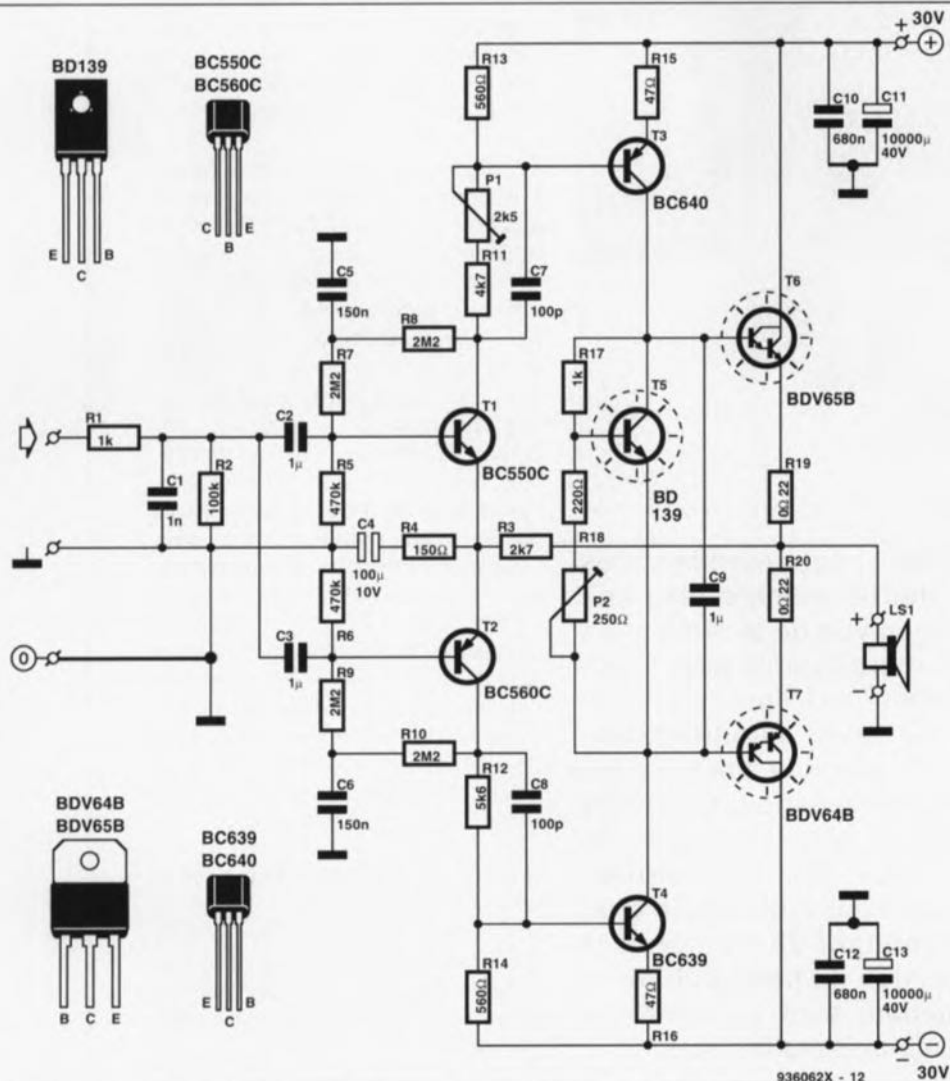 + 30V
+
BD139
E
C
B
BC550C
BC560C
C
B
E
R13
560Ω
R15
47Ω
C10
680n
C11
10000µ
40V
T3
BC640
P1
2k5
R11
4k7
C7
100p
C5
150n
R8
2M2
R7
2M2
R17
1k
T6
BDV65B
T5
BD
139
T1
BC550C
R1
1k
C2
1µ
C1
1n
R2
100k
R5
470k
C4
100µ
10V
R4
150Ω
R3
2k7
220Ω
R18
R19
0Ω22
P2
250Ω
C9
1µ
R20
0Ω22
LS1
+
−
R6
470k
0
C3
1µ
T2
BC560C
R9
2M2
R10
2M2
T7
BDV64B
C6
150n
R12
5k6
C8
100p
BDV64B
BDV65B
B
C
E
BC639
BC640
E
C
B
T4
BC639
R14
560Ω
47Ω
R16
C12
680n
C13
10000µ
40V
−
−
30V
936062X - 12